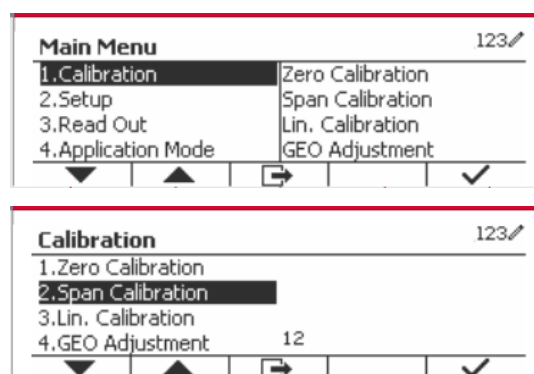 Main Menu 123
1.Calibration Zero Calibration
2.Setup Span Calibration
3.Read Out Lin. Calibration
4.Application Mode GEO Adjustment
Calibration 123
1.Zero Calibration
2.Span Calibration
3.Lin. Calibration
4.GEO Adjustment 12